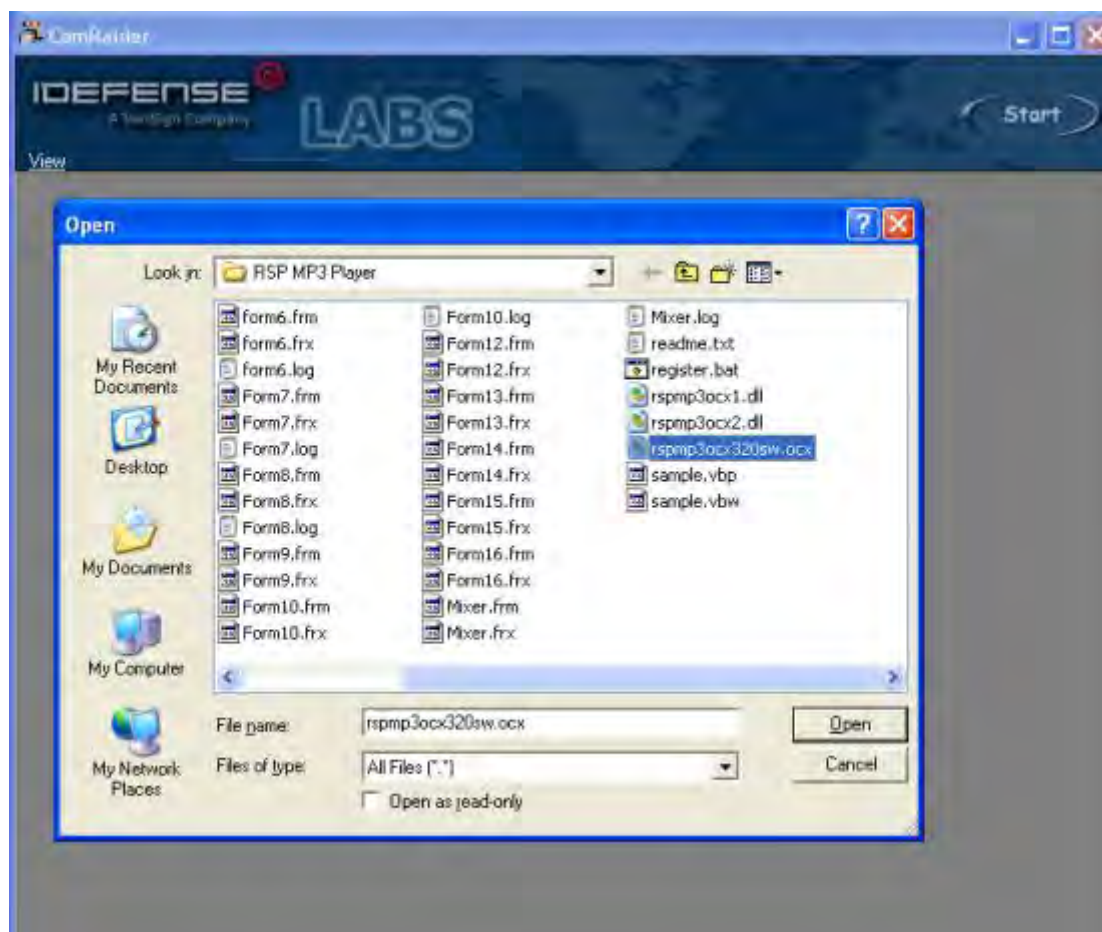 ComRaider
IDEFENSE
A VeriSign Company
LABS
Start
View
Open
Look in:
RSP MP3 Player
My Recent
Documents
Desktop
My Documents
My Computer
My Network
Places
form6.frm
form6.frx
form6.log
Form7.frm
Form7.frx
Form7.log
Form8.frm
Form8.frx
Form8.log
Form9.frm
Form9.frx
Form10.frm
Form10.frx
Form10.log
Form12.frm
Form12.frx
Form13.frm
Form13.frx
Form14.frm
Form14.frx
Form15.frm
Form15.frx
Form16.frm
Form16.frx
Mixer.frm
Mixer.frx
Mixer.log
readme.txt
register.bat
rspmp3ocx1.dll
rspmp3ocx2.dll
rspmp3ocx320sw.ocx
sample.vbp
sample.vbw
File name:
rspmp3ocx320sw.ocx
Open
Files of type:
All Files (*.*)
Cancel
Open as read-only